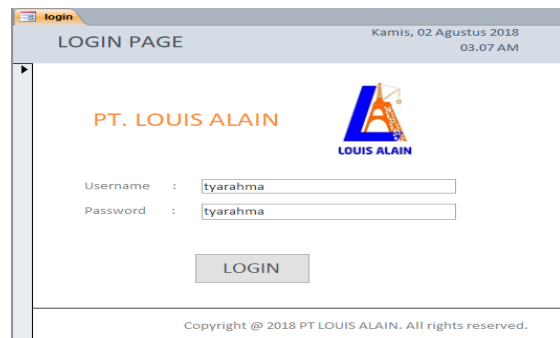 login
LOGIN PAGE
Kamis, 02 Agustus 2018
03.07 AM
PT. LOUIS ALAIN
LOUIS ALAIN
Username : tyarahma
Password : tyarahma
LOGIN
Copyright @ 2018 PT LOUIS ALAIN. All rights reserved.